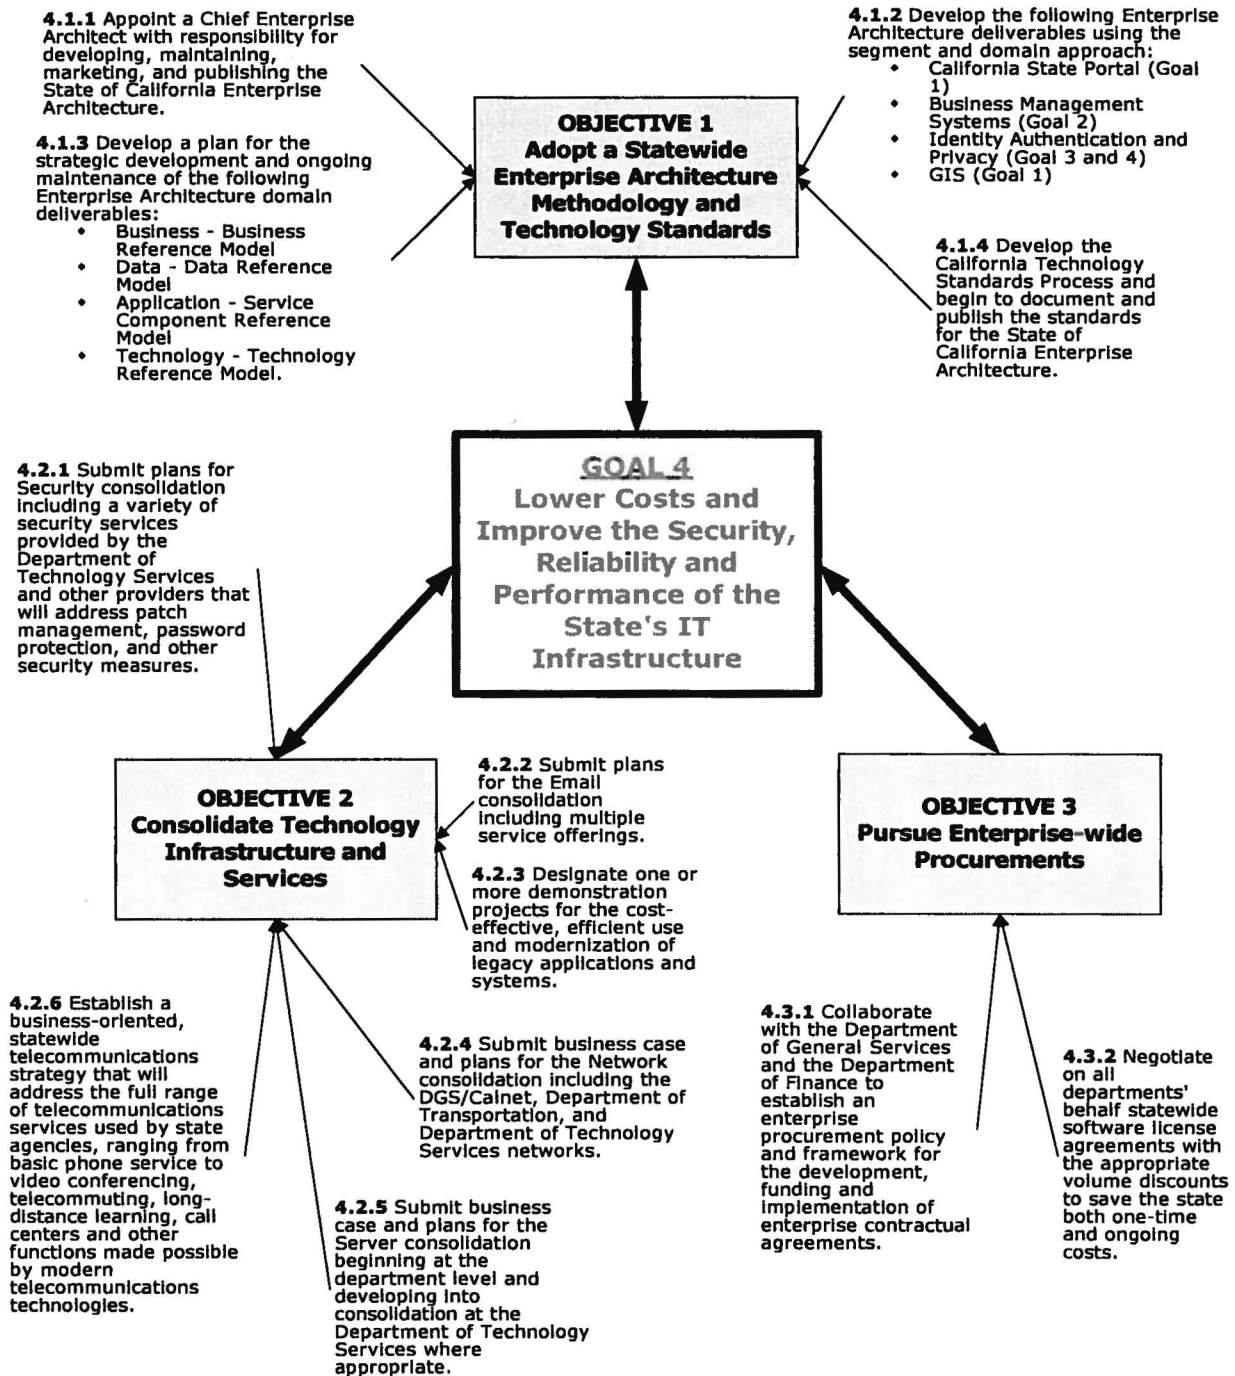 4.1.1 Appoint a Chief Enterprise
Architect with responsibility for
developing, maintaining,
marketing, and publishing the
State of California Enterprise
Architecture.
4.1.2 Develop the following Enterprise
Architecture deliverables using the
segment and domain approach:
• California State Portal (Goal
1)
• Business Management
Systems (Goal 2)
• Identity Authentication and
Privacy (Goal 3 and 4)
• GIS (Goal 1)
OBJECTIVE 1
Adopt a Statewide
Enterprise Architecture
Methodology and
Technology Standards
4.1.3 Develop a plan for the
strategic development and ongoing
maintenance of the following
Enterprise Architecture domain
deliverables:
• Business - Business
Reference Model
• Data - Data Reference
Model
• Application - Service
Component Reference
Model
• Technology - Technology
Reference Model.
4.1.4 Develop the
California Technology
Standards Process and
begin to document and
publish the standards
for the State of
California Enterprise
Architecture.
GOAL 4
Lower Costs and
Improve the Security,
Reliability and
Performance of the
State's IT
Infrastructure
4.2.1 Submit plans for
Security consolidation
including a variety of
security services
provided by the
Department of
Technology Services
and other providers that
will address patch
management, password
protection, and other
security measures.
OBJECTIVE 2
Consolidate Technology
Infrastructure and
Services
4.2.2 Submit plans
for the Email
consolidation
including multiple
service offerings.
4.2.3 Designate one or
more demonstration
projects for the cost-
effective, efficient use
and modernization of
legacy applications and
systems.
OBJECTIVE 3
Pursue Enterprise-wide
Procurements
4.2.6 Establish a
business-oriented,
statewide
telecommunications
strategy that will
address the full range
of telecommunications
services used by state
agencies, ranging from
basic phone service to
video conferencing,
telecommuting, long-
distance learning, call
centers and other
functions made possible
by modern
telecommunications
technologies.
4.2.4 Submit business case
and plans for the Network
consolidation including the
DGS/Calnet, Department of
Transportation, and
Department of Technology
Services networks.
4.2.5 Submit business
case and plans for the
Server consolidation
beginning at the
department level and
developing into
consolidation at the
Department of Technology
Services where
appropriate.
4.3.1 Collaborate
with the Department
of General Services
and the Department
of Finance to
establish an
enterprise
procurement policy
and framework for
the development,
funding and
implementation of
enterprise contractual
agreements.
4.3.2 Negotiate
on all
departments'
behalf statewide
software license
agreements with
the appropriate
volume discounts
to save the state
both one-time
and ongoing
costs.